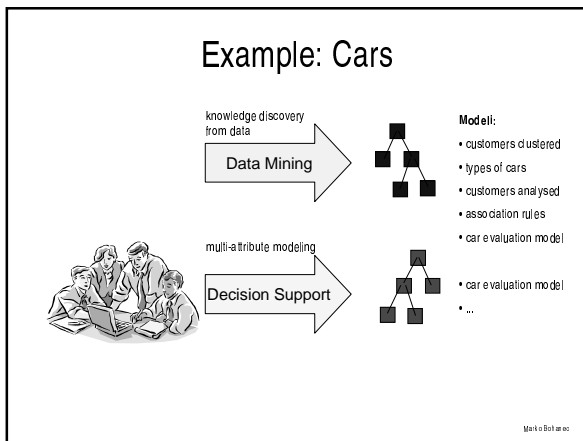 Example: Cars
knowledge discovery
from data
Data Mining
Modeli:
• customers clustered
• types of cars
• customers analysed
• association rules
• car evaluation model
multi-attribute modeling
Decision Support
• car evaluation model
• ...
Marko Bohanec